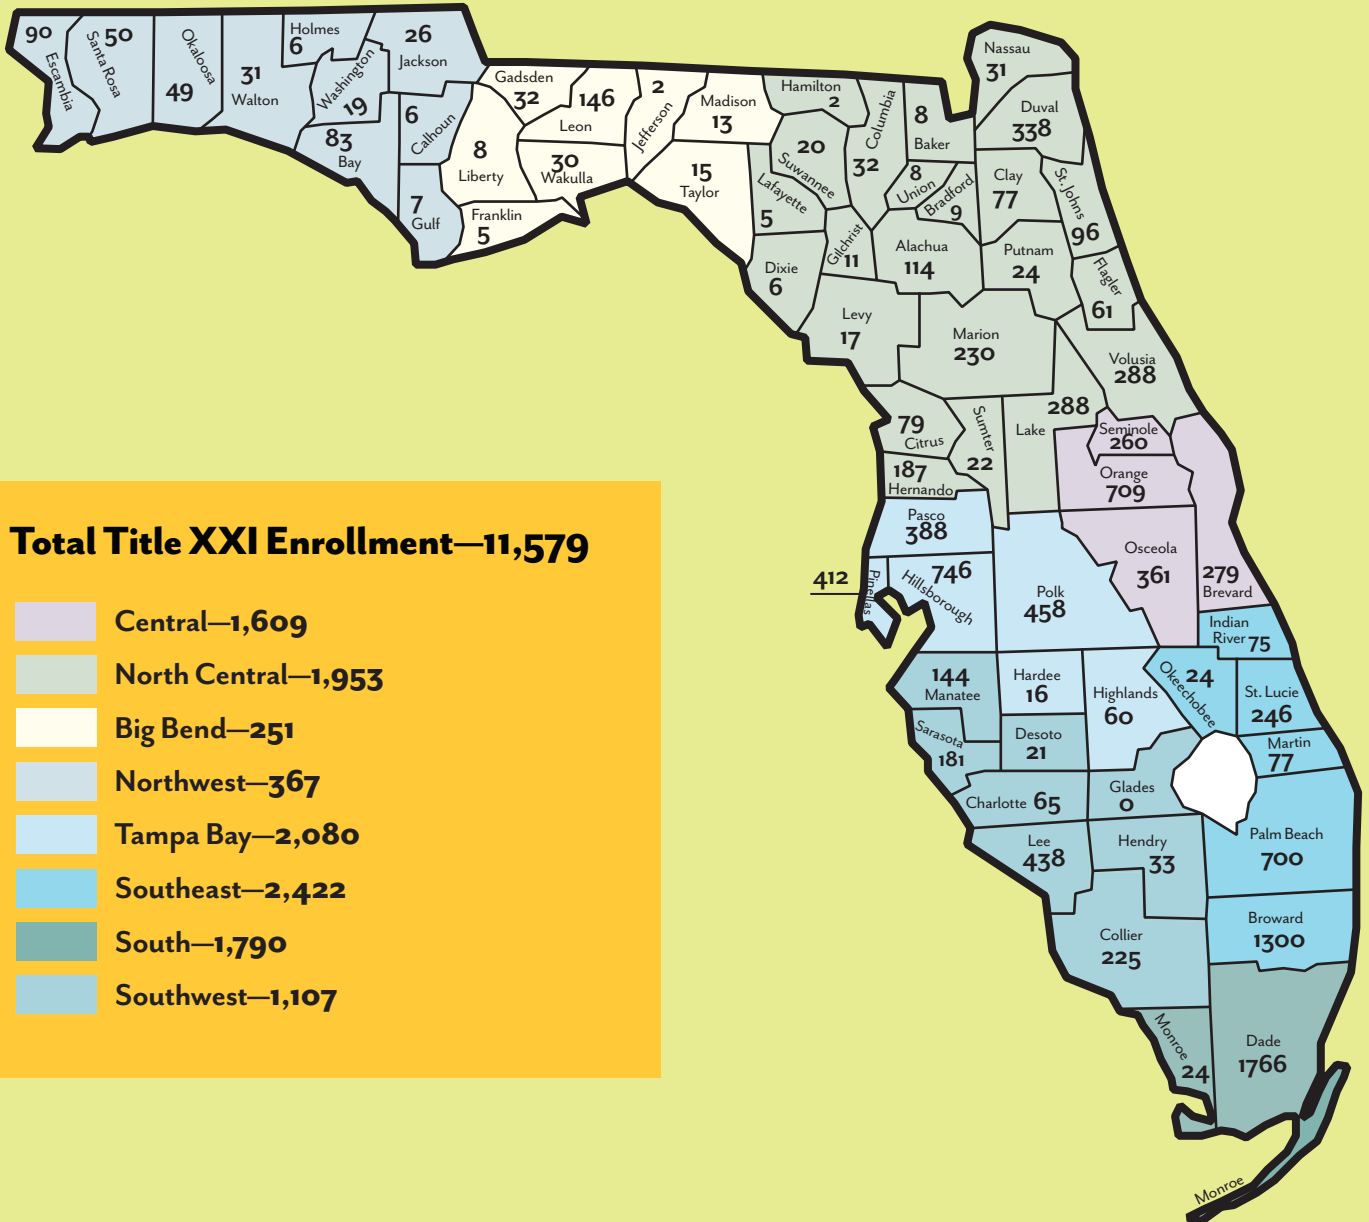 90
Escambia
50
Santa Rosa
Okaloosa
49
31
Walton
Holmes
6
Washington
19
26
Jackson
83
Bay
6
Calhoun
7
Gulf
Gadsden
32
146
Leon
2
Jefferson
Madison
13
8
Liberty
30
Wakulla
Franklin
5
15
Taylor
Hamilton
2
20
Suwannee
Columbia
32
8
Baker
Nassau
31
Duval
338
8
Union
Bradford
9
Clay
77
St. Johns
96
Lafayette
5
Gilchrist
11
Alachua
114
Putnam
24
Flagler
61
Dixie
6
Levy
17
Marion
230
Volusia
288
79
Citrus
Sumter
22
288
Lake
Seminole
260
187
Hernando
Orange
709
Pasco
388
412
Pinellas
746
Hillsborough
Polk
458
Osceola
361
279
Brevard
Indian
River 75
144
Manatee
Hardee
16
Highlands
60
24
Okeechobee
St. Lucie
246
Sarasota
181
Desoto
21
Martin
77
Charlotte 65
Glades
0
Palm Beach
700
Lee
438
Hendry
33
Collier
225
Broward
1300
Monroe
24
Dade
1766
Monroe
Total Title XXI Enrollment—11,579
Central—1,609
North Central—1,953
Big Bend—251
Northwest—367
Tampa Bay—2,080
Southeast—2,422
South—1,790
Southwest—1,107